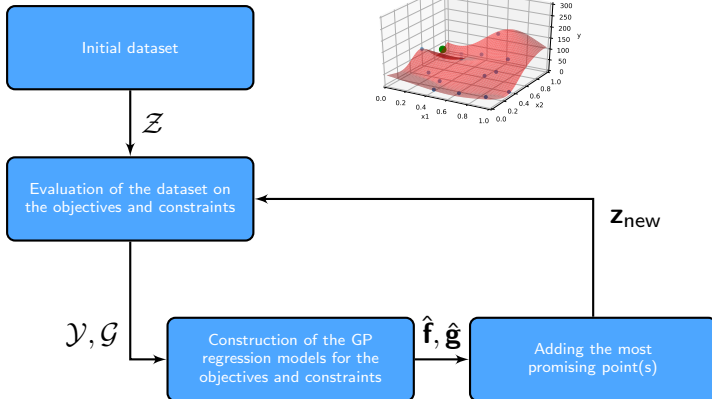 Initial dataset
300
250
200
150
100
50
0
y
0.0
0.2
0.4
0.6
0.8
1.0
x1
0.0
0.2
0.4
0.6
0.8
1.0
x2
𝒵
Evaluation of the dataset on
the objectives and constraints
z_new
𝒴, 𝒢
Construction of the GP
regression models for the
objectives and constraints
f̂, ĝ
Adding the most
promising point(s)